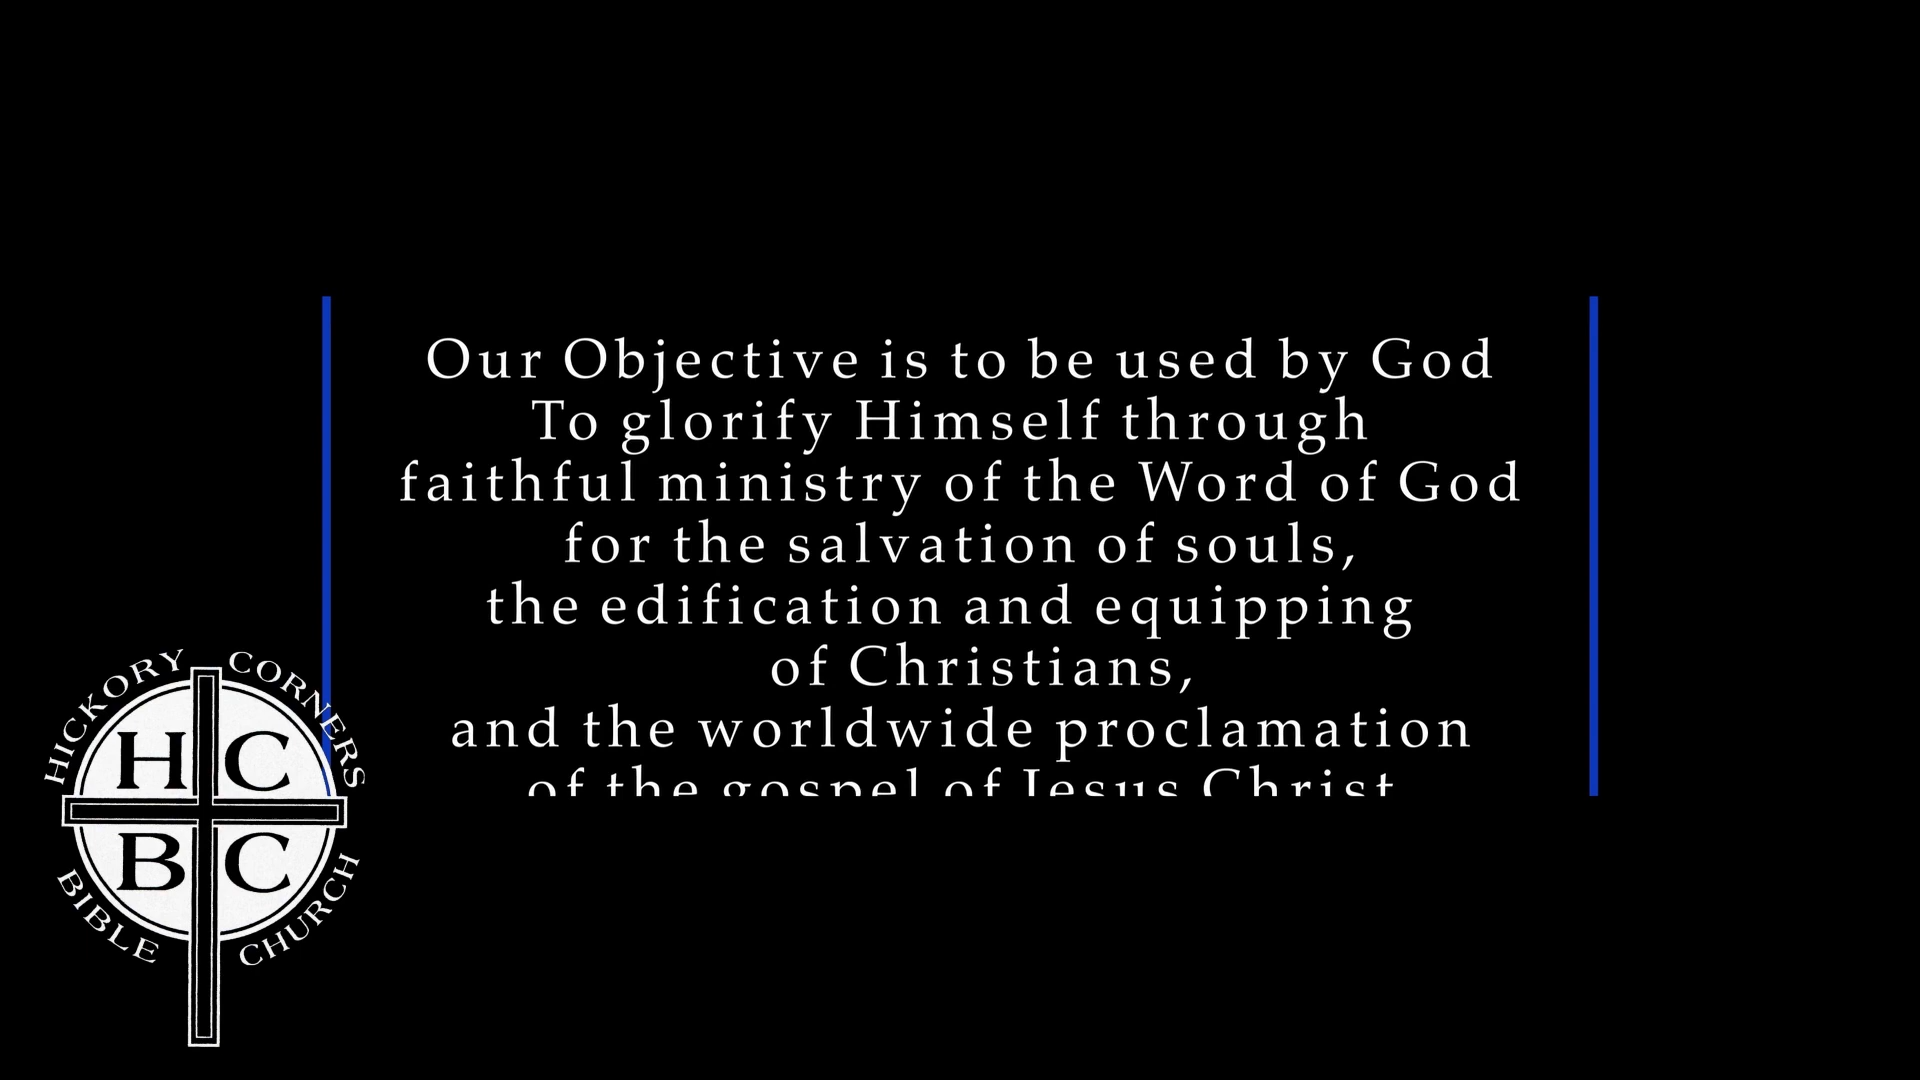 Our Objective is to be used by God
To glorify Himself through
faithful ministry of the Word of God
for the salvation of souls,
the edification and equipping
of Christians,
and the worldwide proclamation
of the gospel of Jesus Christ
HICKORY CORNERS
H C
B C
BIBLE CHURCH